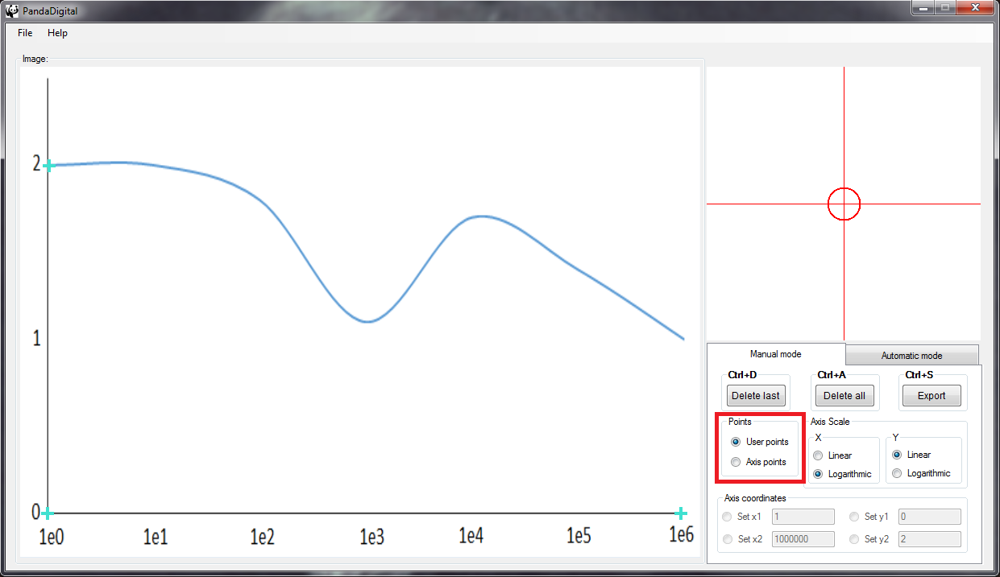 PandaDigital
File Help
Image:
2
1
0
1e0 1e1 1e2 1e3 1e4 1e5 1e6
Manual mode Automatic mode
Ctrl+D Ctrl+A Ctrl+S
Delete last Delete all Export
Points Axis Scale
X Y
User points Linear Linear
Axis points Logarithmic Logarithmic
Axis coordinates
Set x1 1 Set y1 0
Set x2 1000000 Set y2 2